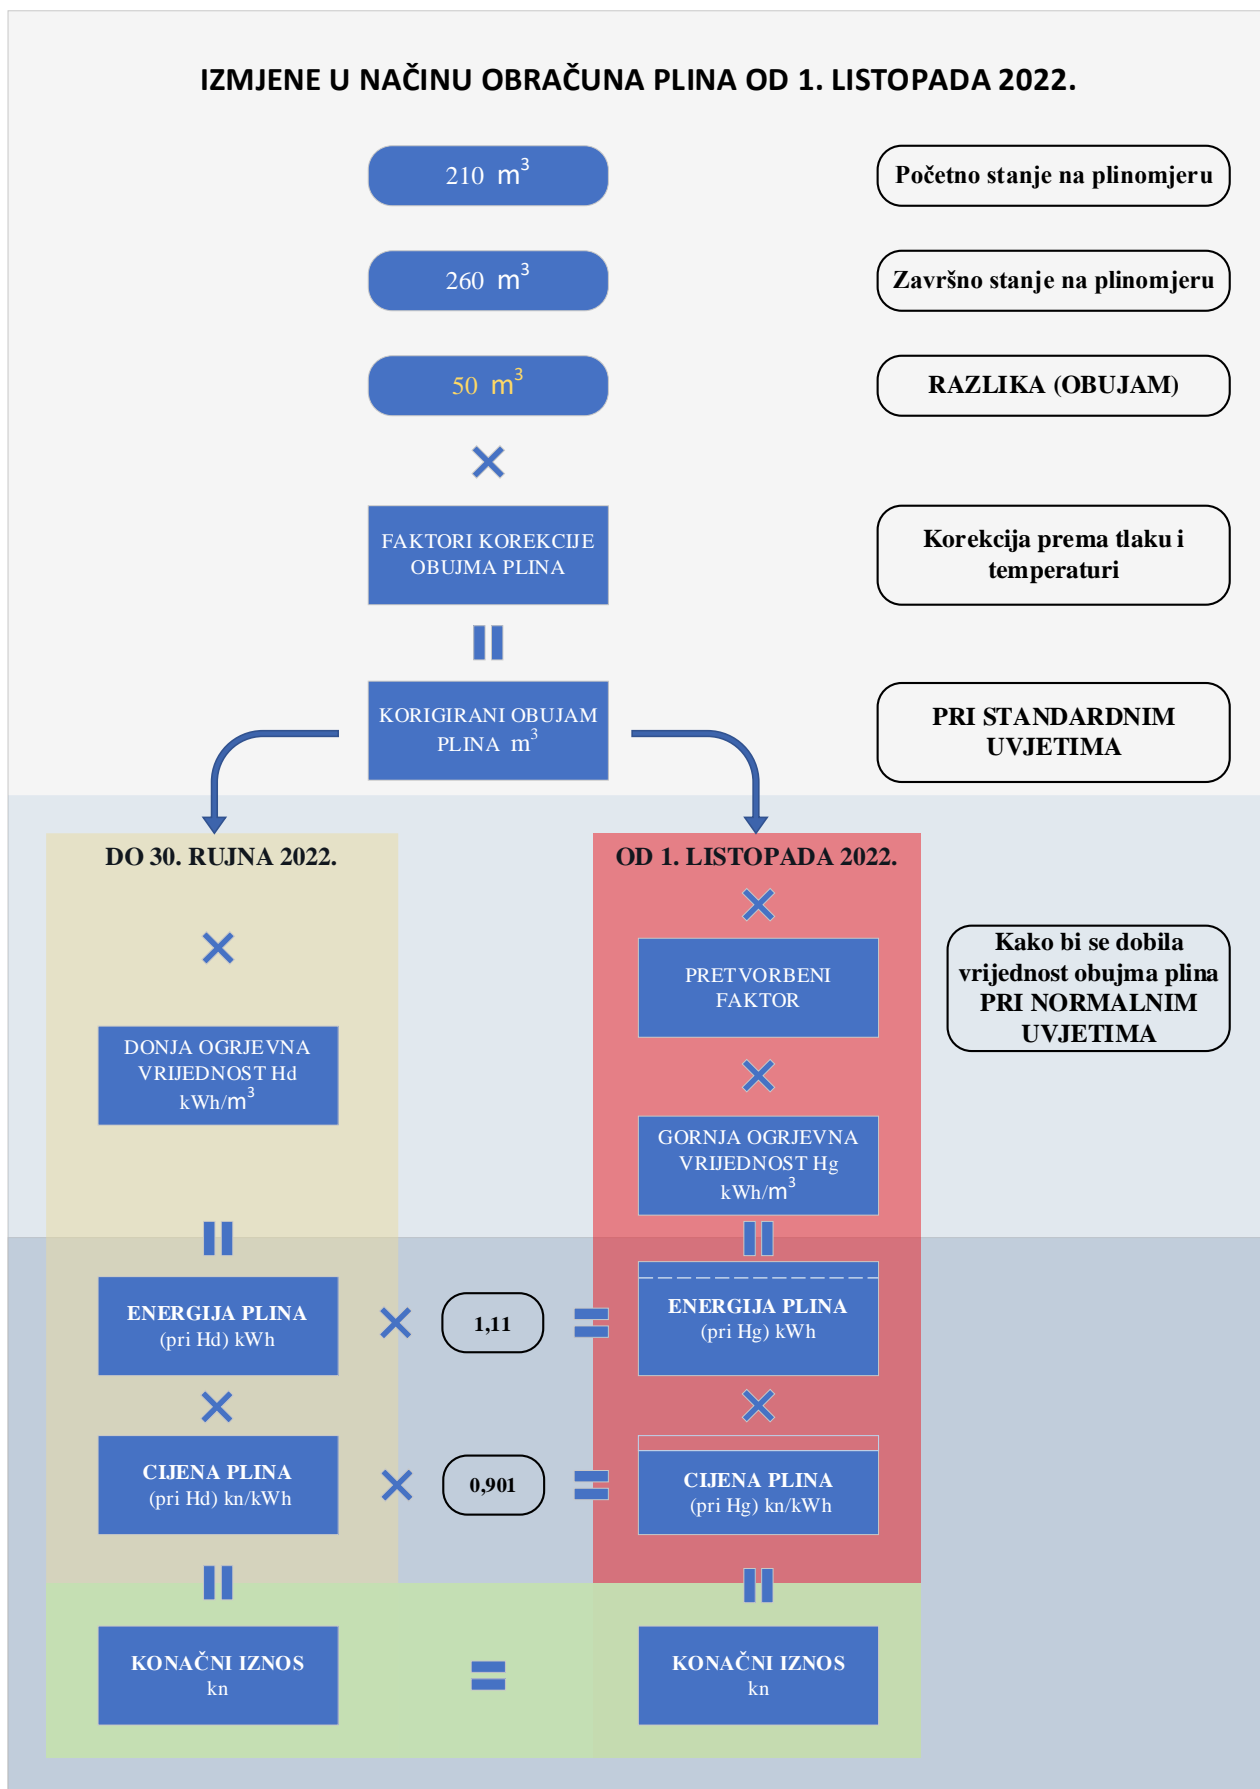 IZMJENE U NAČINU OBRAČUNA PLINA OD 1. LISTOPADA 2022.
210 m³
Početno stanje na plinomjeru
260 m³
Završno stanje na plinomjeru
50 m³
RAZLIKA (OBUJAM)
FAKTORI KOREKCIJE
OBUJMA PLINA
Korekcija prema tlaku i
temperaturi
KORIGIRANI OBUJAM
PLINA m³
PRI STANDARDNIM
UVJETIMA
DO 30. RUJNA 2022.
OD 1. LISTOPADA 2022.
PRETVORBENI
FAKTOR
Kako bi se dobila
vrijednost obujma plina
PRI NORMALNIM
UVJETIMA
DONJA OGRJEVNA
VRIJEDNOST Hd
kWh/m³
GORNJA OGRJEVNA
VRIJEDNOST Hg
kWh/m³
ENERGIJA PLINA
(pri Hd) kWh
1,11
ENERGIJA PLINA
(pri Hg) kWh
CIJENA PLINA
(pri Hd) kn/kWh
0,901
CIJENA PLINA
(pri Hg) kn/kWh
KONAČNI IZNOS
kn
KONAČNI IZNOS
kn